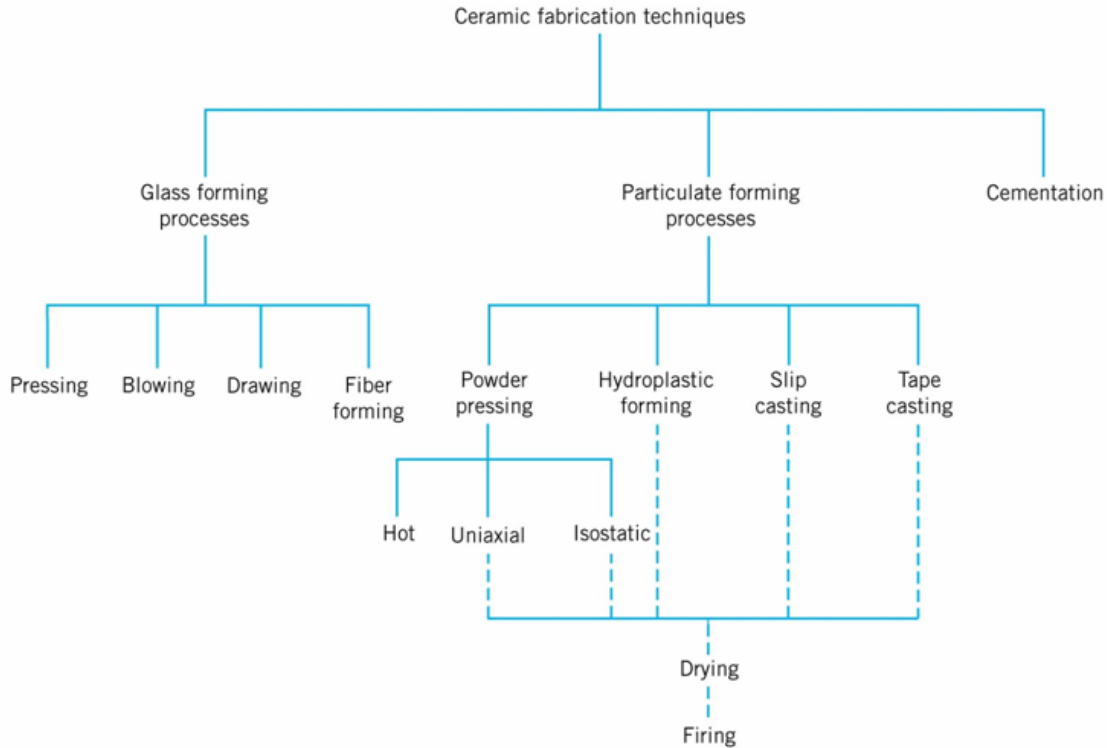 Ceramic fabrication techniques
Glass forming
processes
Particulate forming
processes
Cementation
Pressing
Blowing
Drawing
Fiber
forming
Powder
pressing
Hydroplastic
forming
Slip
casting
Tape
casting
Hot
Uniaxial
Isostatic
Drying
Firing